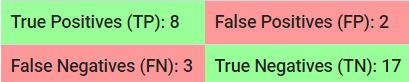 True Positives (TP): 8
False Positives (FP): 2
False Negatives (FN): 3
True Negatives (TN): 17